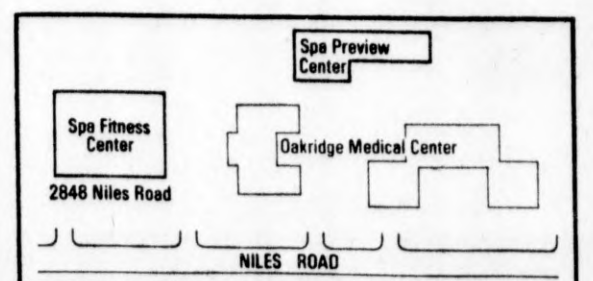 Spa Preview
Center
Spa Fitness
Center
Oakridge Medical Center
2848 Niles Road
NILES ROAD